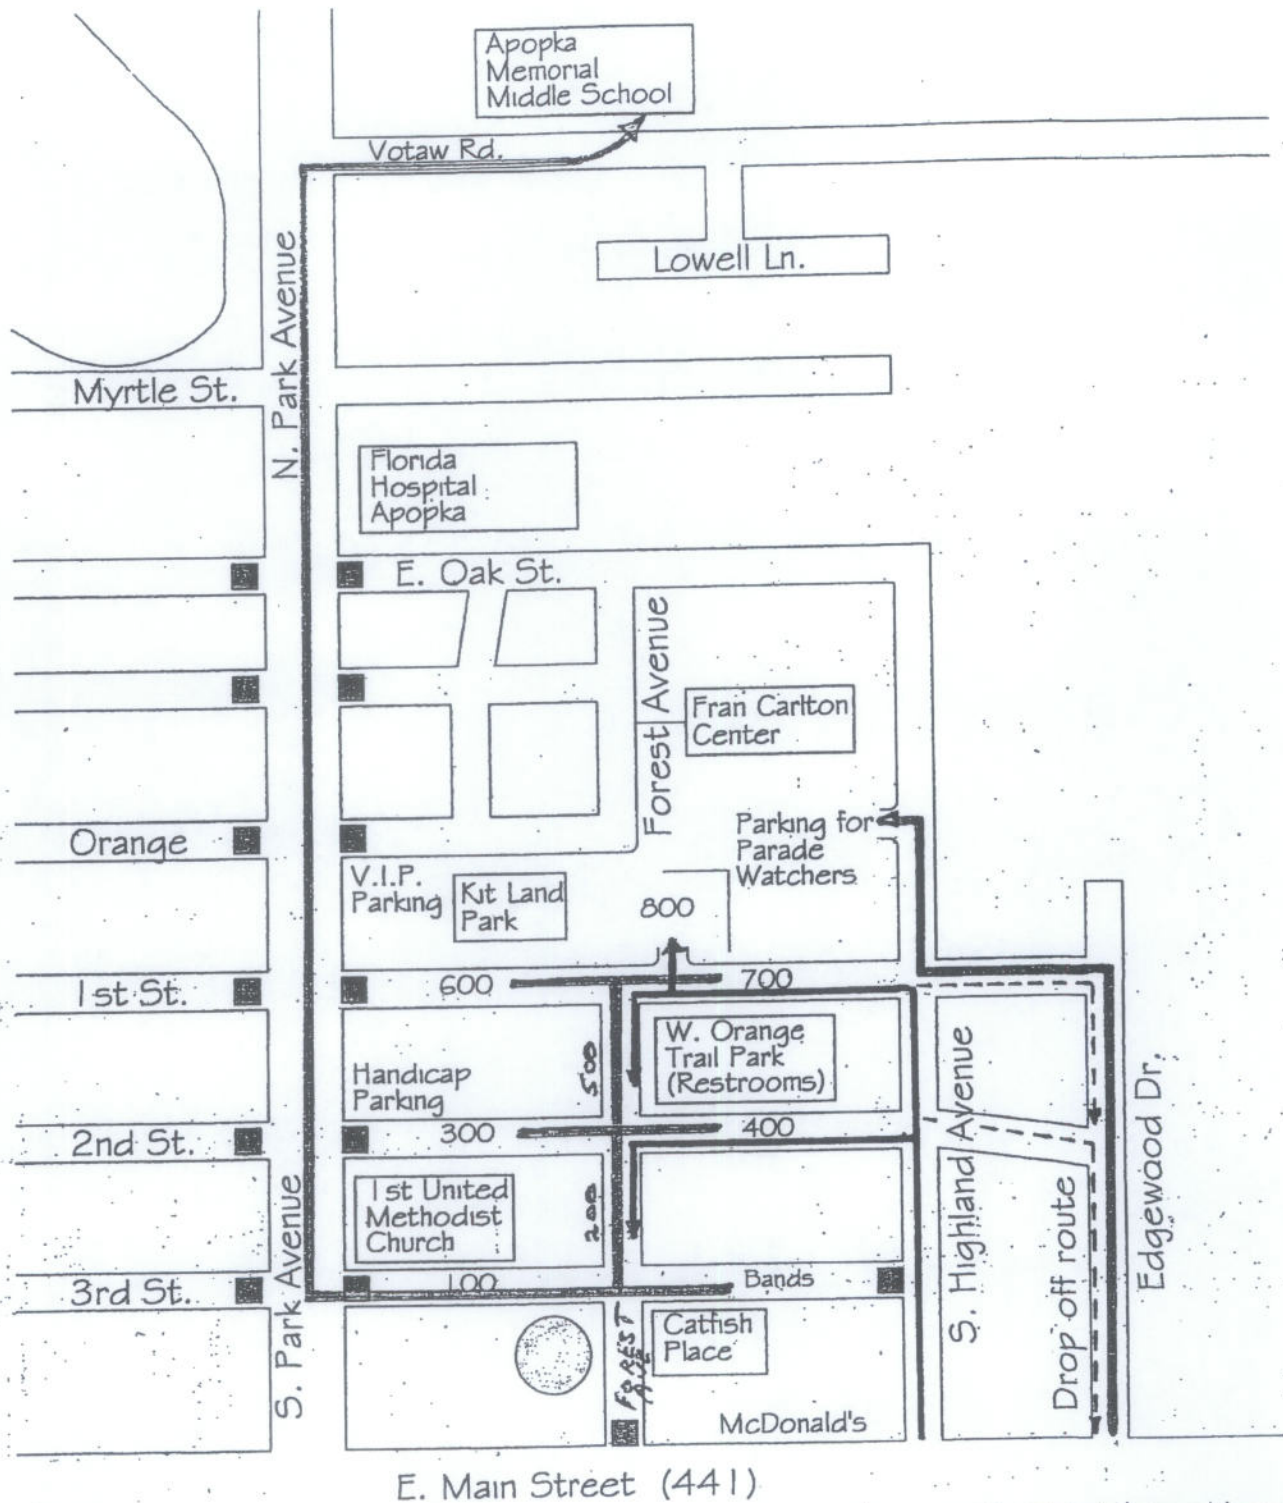 Apopka
Memorial
Middle School
Votaw Rd.
N. Park Avenue
Lowell Ln.
Myrtle St.
Florida
Hospital
Apopka
E. Oak St.
Forest Avenue
Fran Carlton
Center
Orange
Parking for
Parade
Watchers
V.I.P.
Parking
Kit Land
Park
800
1st St.
600
700
W. Orange
Trail Park
(Restrooms)
Handicap
Parking
500
S. Highland Avenue
Edgewood Dr.
2nd St.
300
400
1st United
Methodist
Church
200
Drop off route
S. Park Avenue
3rd St.
100
Bands
FOREST
AVE
Catfish
Place
McDonald's
E. Main Street (441)